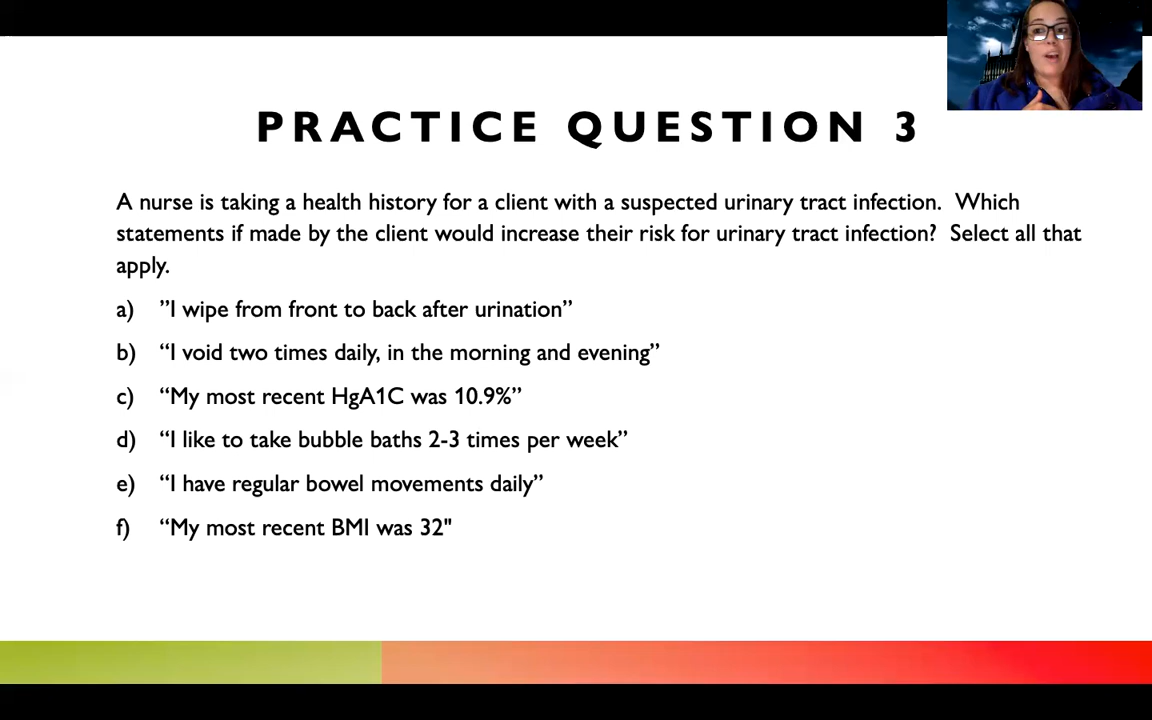 PRACTICE QUESTION 3
A nurse is taking a health history for a client with a suspected urinary tract infection.  Which
statements if made by the client would increase their risk for urinary tract infection?  Select all that
apply.
a) ”I wipe from front to back after urination”
b) “I void two times daily, in the morning and evening”
c) “My most recent HgA1C was 10.9%”
d) “I like to take bubble baths 2-3 times per week”
e) “I have regular bowel movements daily”
f) “My most recent BMI was 32"